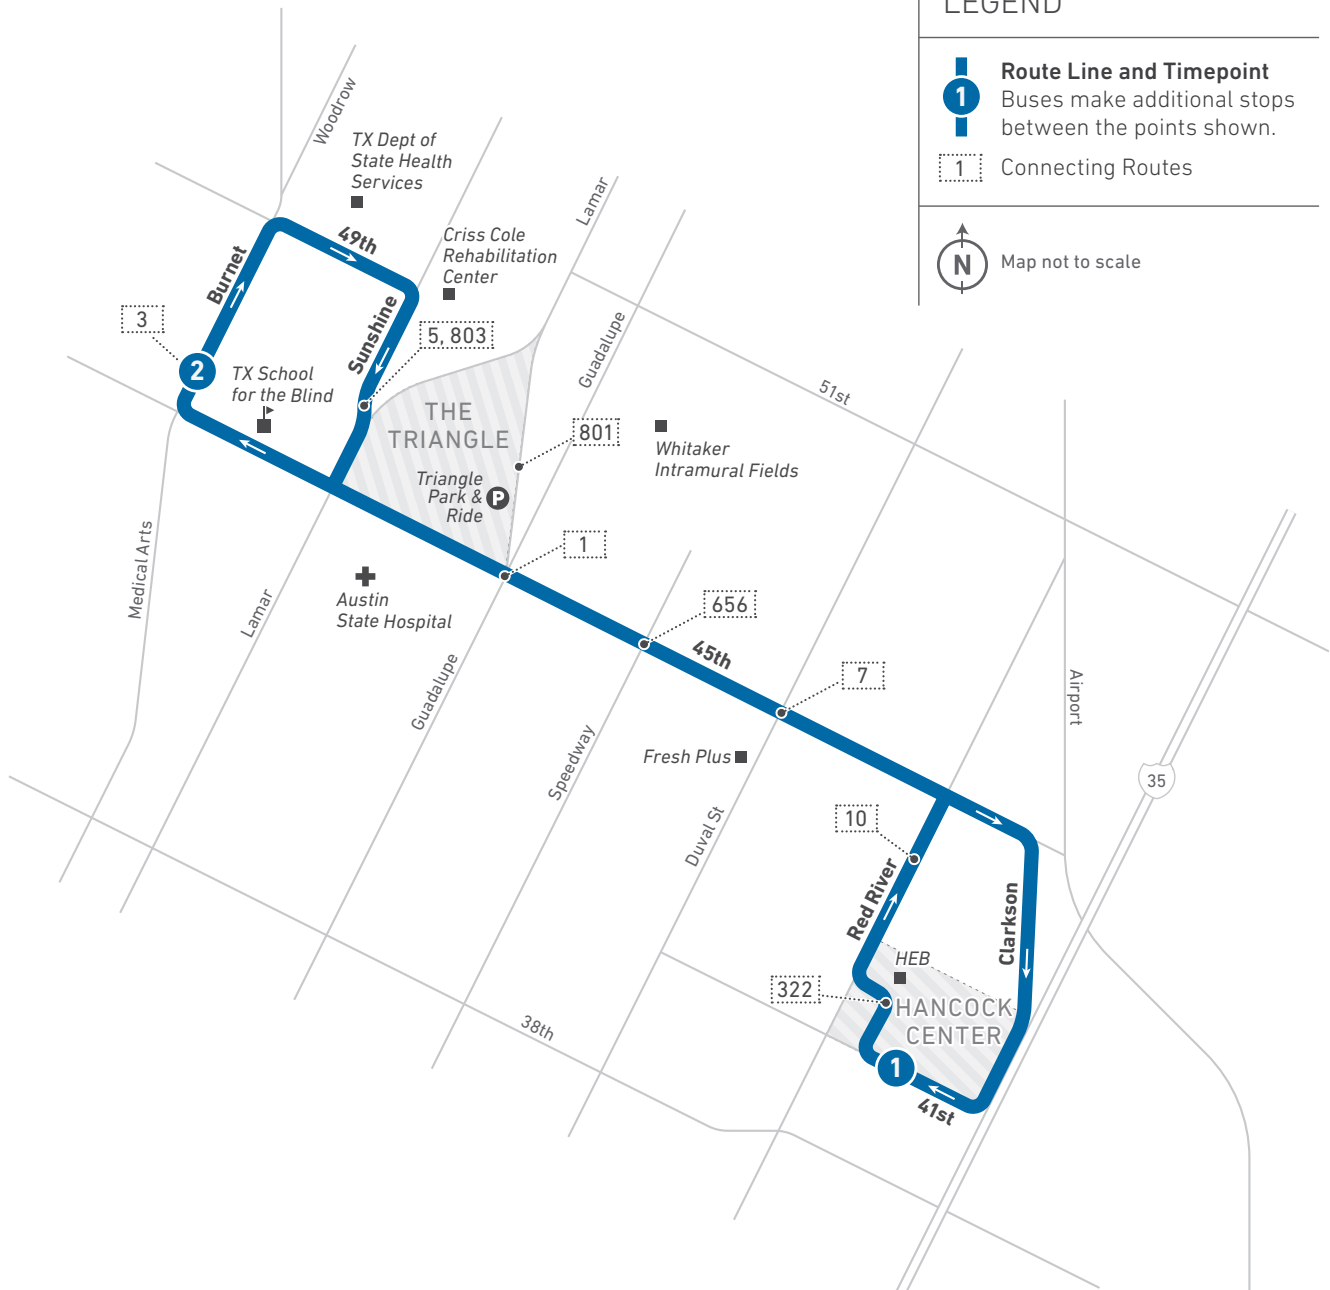 LEGEND
1
Route Line and Timepoint
Buses make additional stops
between the points shown.
1
Connecting Routes
N
Map not to scale
Woodrow
TX Dept of
State Health
Services
Lamar
49th
Criss Cole
Rehabilitation
Center
Burnet
3
Sunshine
5, 803
Guadalupe
2
TX School
for the Blind
51st
THE
TRIANGLE
801
Whitaker
Intramural Fields
Triangle
Park &
Ride
P
Medical Arts
1
Austin
State Hospital
Lamar
656
45th
Guadalupe
7
Airport
Speedway
Fresh Plus
35
Duval St
10
Red River
Clarkson
HEB
322
HANCOCK
CENTER
38th
1
41st